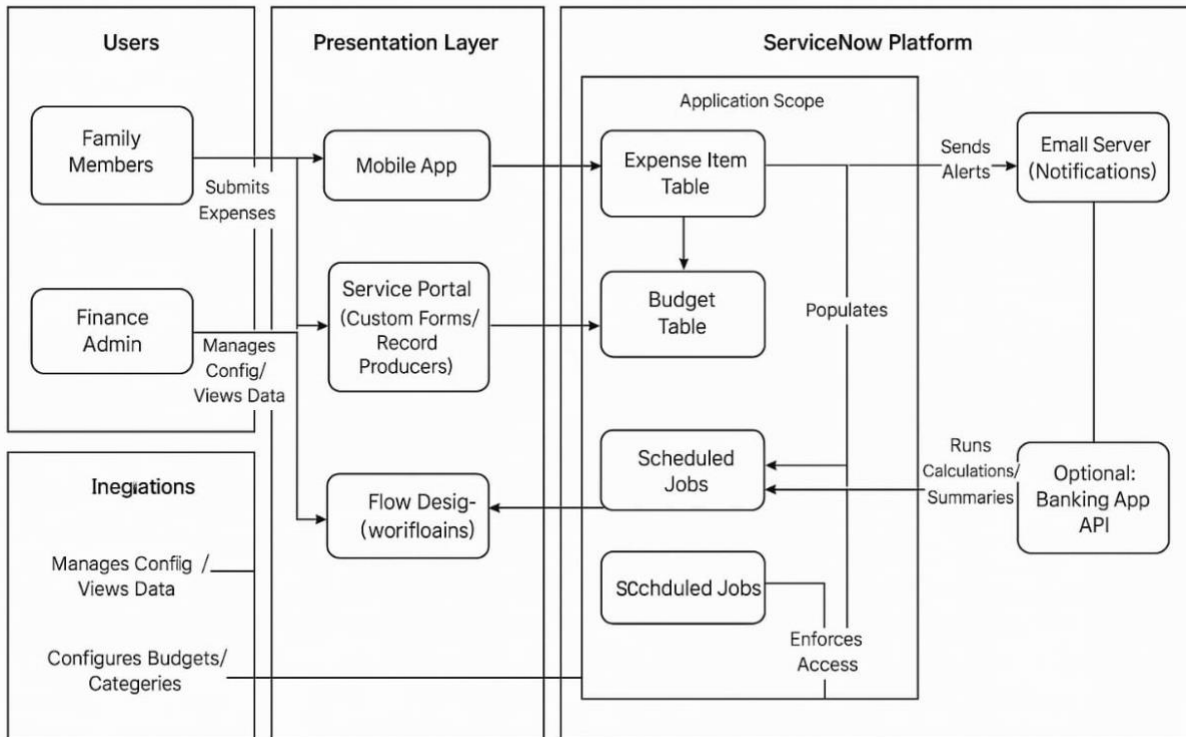 Users
Family
Members
Submits
Expenses
Finance
Admin
Manages
Config/
Views Data
Inegıations
Manages Config /
Views Data
Configures Budgets/
Categeries
Presentation Layer
Mobile App
Service Portal
(Custom Forms/
Record
Producers)
Flow Desig-
(worifloains)
ServiceNow Platform
Application Scope
Expense Item
Table
Budget
Table
Populates
Scheduled
Jobs
SCchduled Jobs
Enforces
Access
Sends
Alerts
Emall Server
(Notifications)
Runs
Calculations/
Summaries
Optional:
Banking App
API